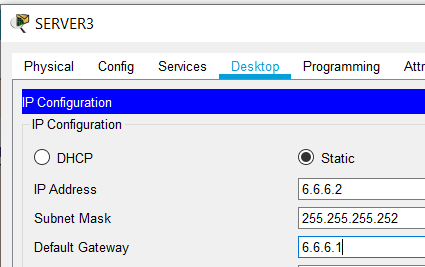 SERVER3
Physical Config Services Desktop Programming Attr
IP Configuration
IP Configuration
DHCP Static
IP Address 6.6.6.2
Subnet Mask 255.255.255.252
Default Gateway 6.6.6.1